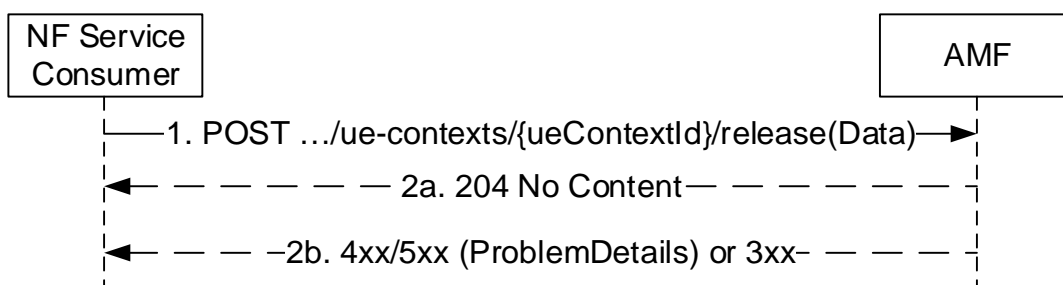 NF Service
Consumer
AMF
1. POST …/ue-contexts/{ueContextId}/release(Data)
2a. 204 No Content
2b. 4xx/5xx (ProblemDetails) or 3xx